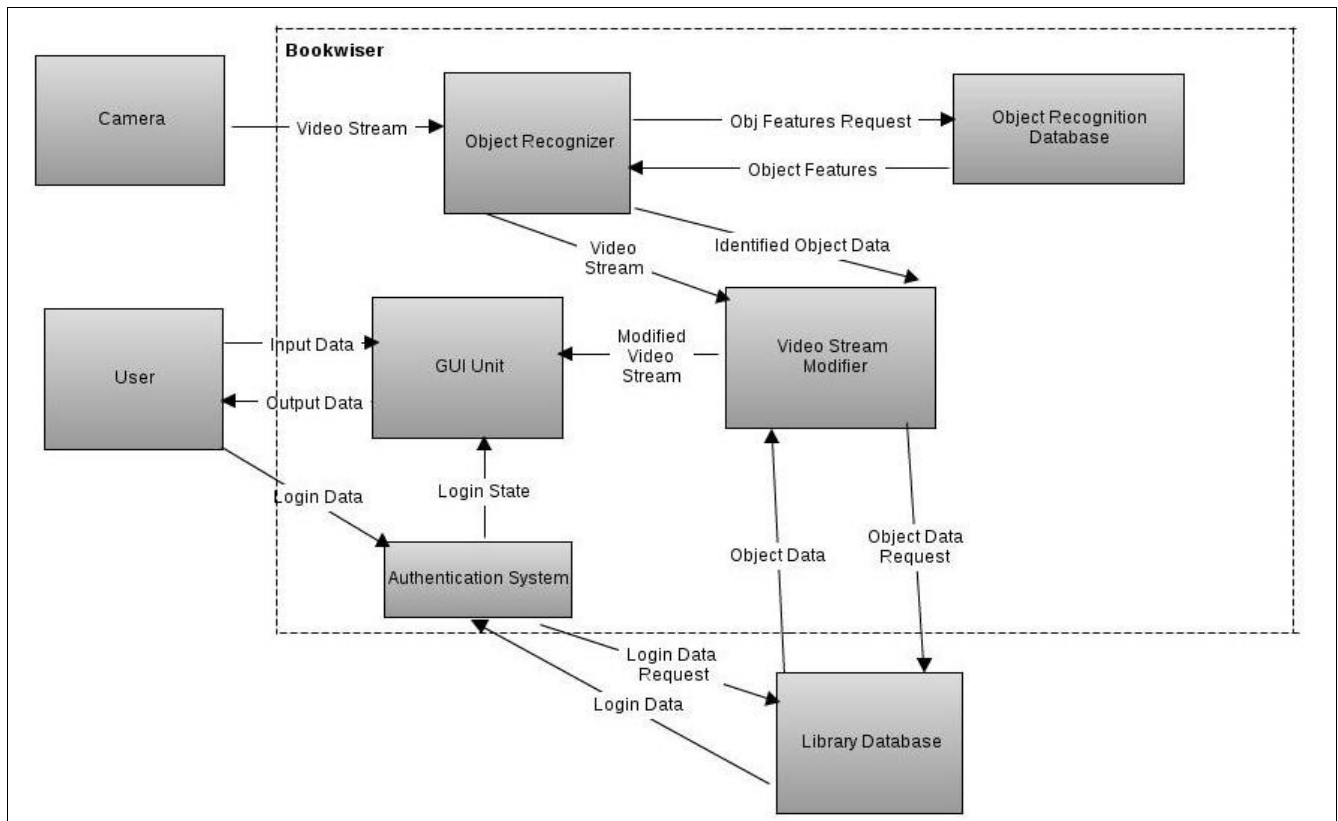 Bookwiser
Camera
Video Stream
Object Recognizer
Obj Features Request
Object Features
Object Recognition
Database
Video
Stream
Identified Object Data
User
Input Data
Output Data
GUI Unit
Modified
Video
Stream
Video Stream
Modifier
Login Data
Login State
Authentication System
Object Data
Object Data
Request
Login Data
Request
Login Data
Library Database